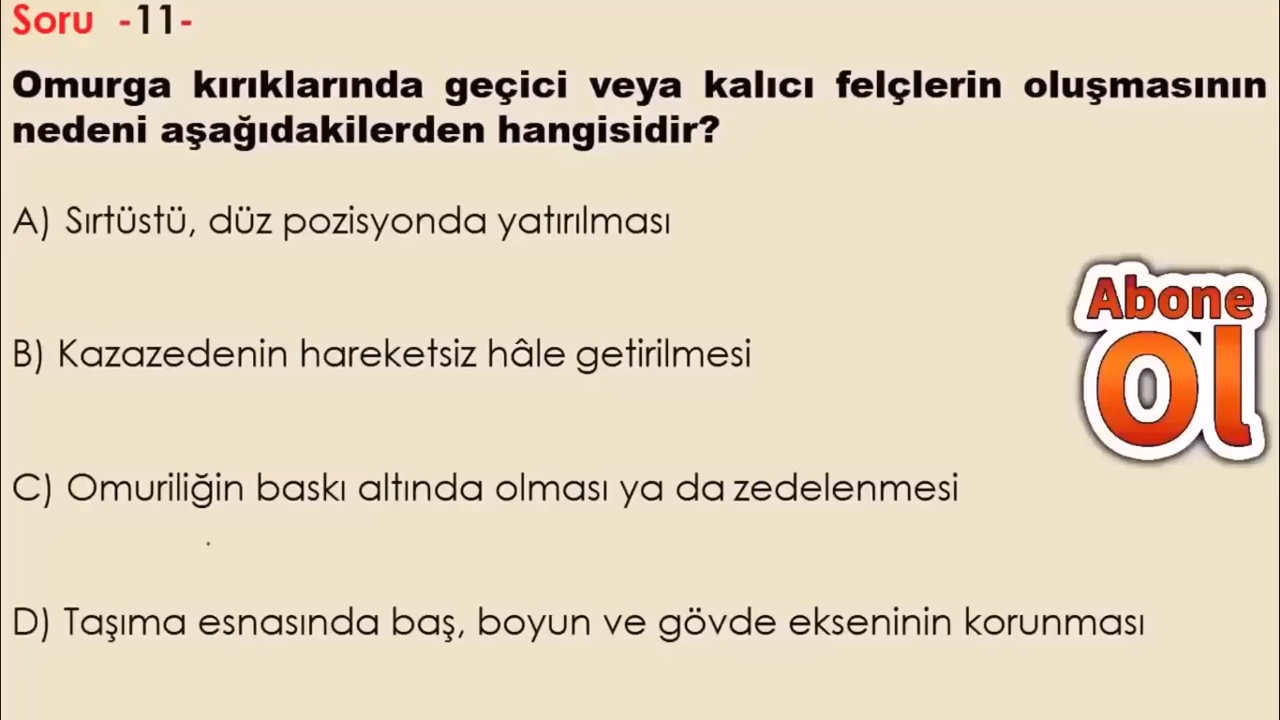 Soru -11-
Omurga kırıklarında geçici veya kalıcı felçlerin oluşmasının
nedeni aşağıdakilerden hangisidir?
A) Sırtüstü, düz pozisyonda yatırılması
Abone
Ol
B) Kazazedenin hareketsiz hâle getirilmesi
C) Omuriliğin baskı altında olması ya da zedelenmesi
D) Taşıma esnasında baş, boyun ve gövde ekseninin korunması